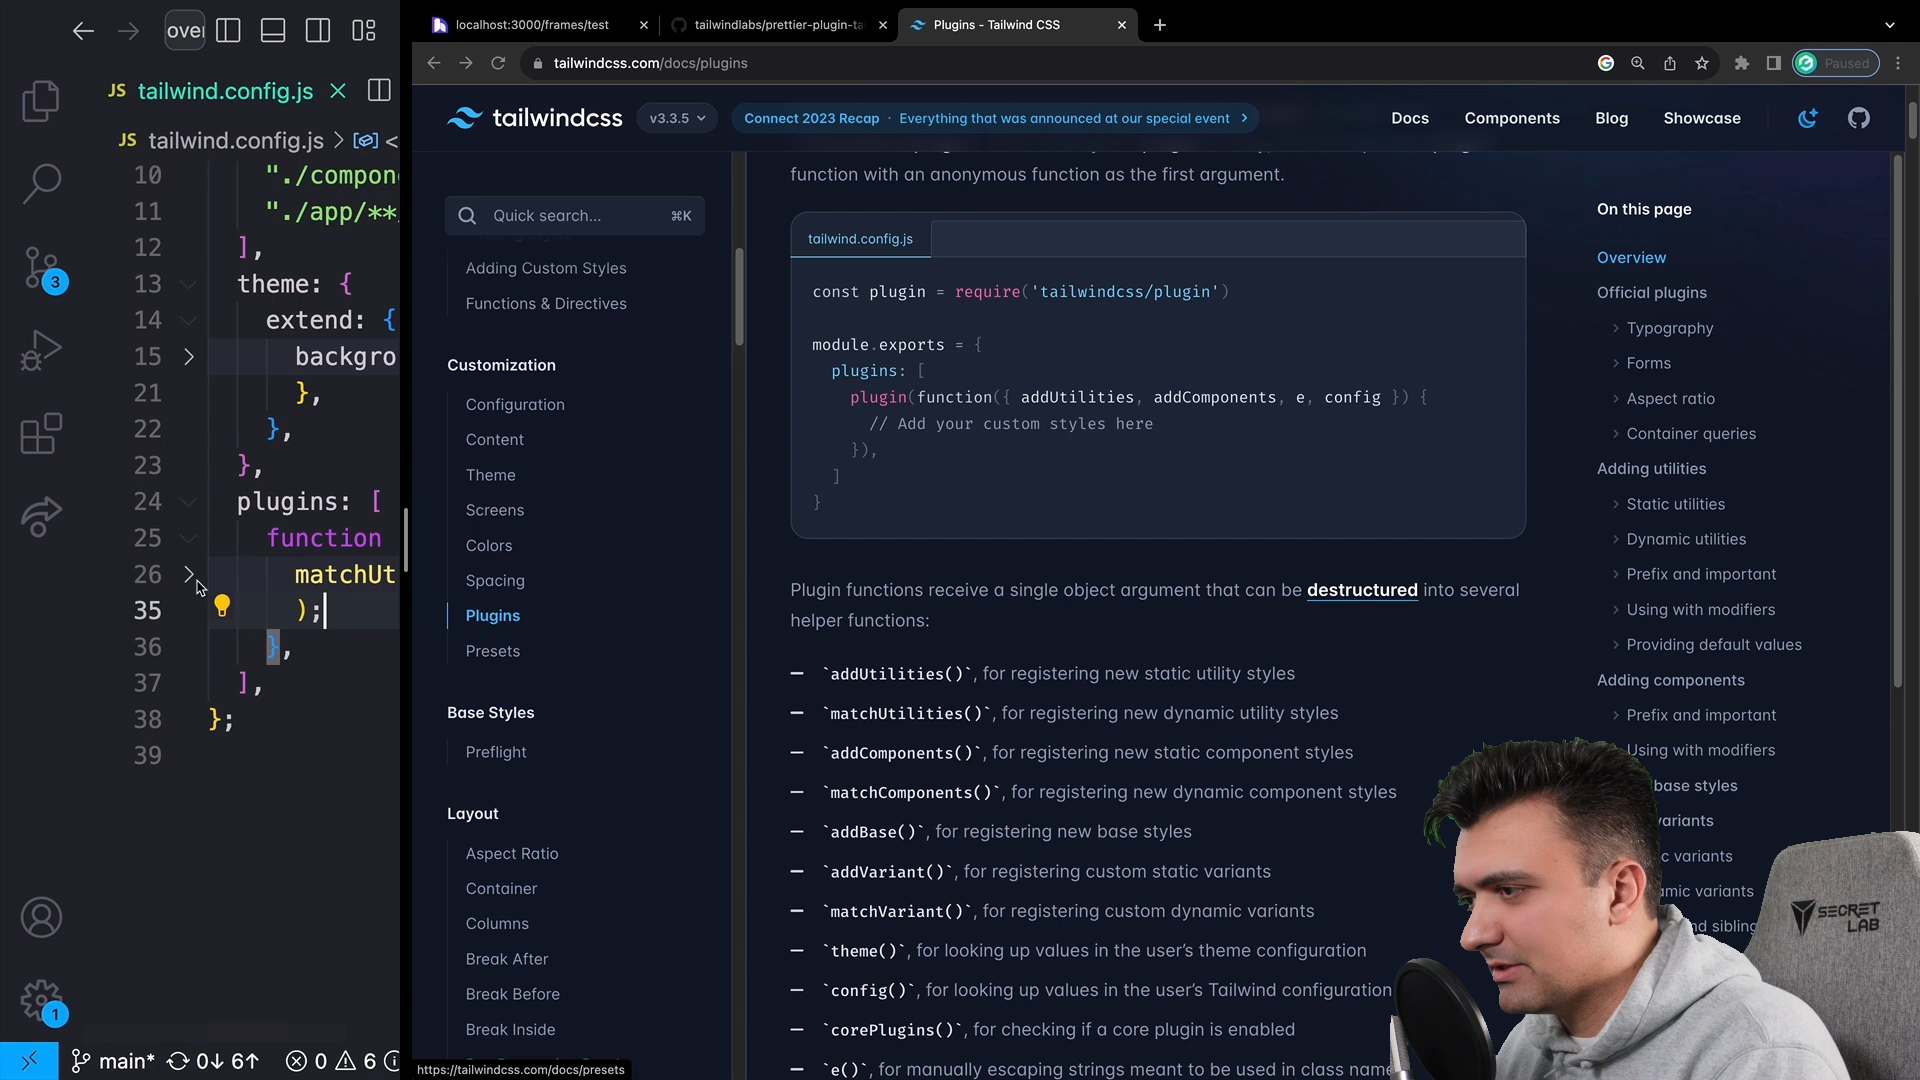 over
JS tailwind.config.js
JS tailwind.config.js > <
10 "./compon
11 "./app/**
12 ],
13 theme: {
14 extend: {
15 backgro
21 },
22 },
23 },
24 plugins: [
25 function
26 matchUt
35 );
36 },
37 ],
38 };
39
3
1
main* 0↓ 6↑ 0 6
localhost:3000/frames/test
tailwindlabs/prettier-plugin-ta
Plugins - Tailwind CSS
tailwindcss.com/docs/plugins
Paused
tailwindcss
v3.3.5
Connect 2023 Recap · Everything that was announced at our special event
Docs Components Blog Showcase
Quick search... ⌘K
Adding Custom Styles
Functions & Directives
Customization
Configuration
Content
Theme
Screens
Colors
Spacing
Plugins
Presets
Base Styles
Preflight
Layout
Aspect Ratio
Container
Columns
Break After
Break Before
Break Inside
https://tailwindcss.com/docs/presets
function with an anonymous function as the first argument.
tailwind.config.js
const plugin = require('tailwindcss/plugin')
module.exports = {
plugins: [
plugin(function({ addUtilities, addComponents, e, config }) {
// Add your custom styles here
}),
]
}
Plugin functions receive a single object argument that can be destructured into several
helper functions:
— `addUtilities()`, for registering new static utility styles
— `matchUtilities()`, for registering new dynamic utility styles
— `addComponents()`, for registering new static component styles
— `matchComponents()`, for registering new dynamic component styles
— `addBase()`, for registering new base styles
— `addVariant()`, for registering custom static variants
— `matchVariant()`, for registering custom dynamic variants
— `theme()`, for looking up values in the user's theme configuration
— `config()`, for looking up values in the user's Tailwind configuration
— `corePlugins()`, for checking if a core plugin is enabled
— `e()`, for manually escaping strings meant to be used in class name
On this page
Overview
Official plugins
Typography
Forms
Aspect ratio
Container queries
Adding utilities
Static utilities
Dynamic utilities
Prefix and important
Using with modifiers
Providing default values
Adding components
Prefix and important
Using with modifiers
base styles
variants
c variants
amic variants
nd sibling
SECRET
LAB